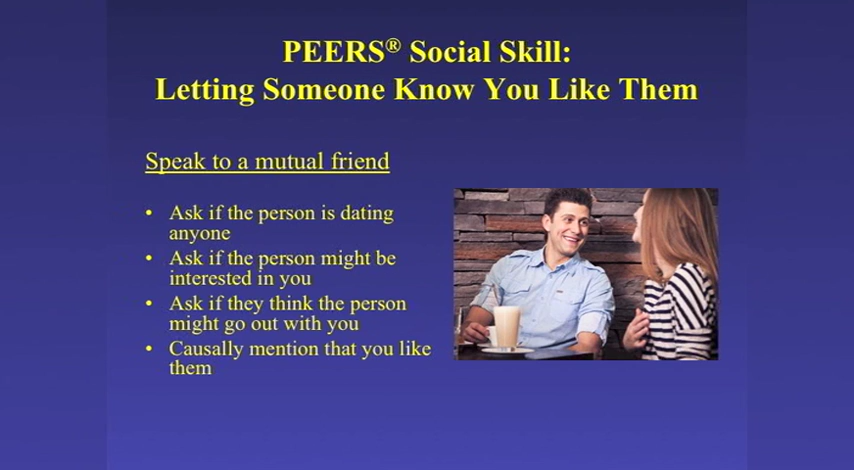 PEERS® Social Skill:
Letting Someone Know You Like Them
Speak to a mutual friend
• Ask if the person is dating
anyone
• Ask if the person might be
interested in you
• Ask if they think the person
might go out with you
• Causally mention that you like
them